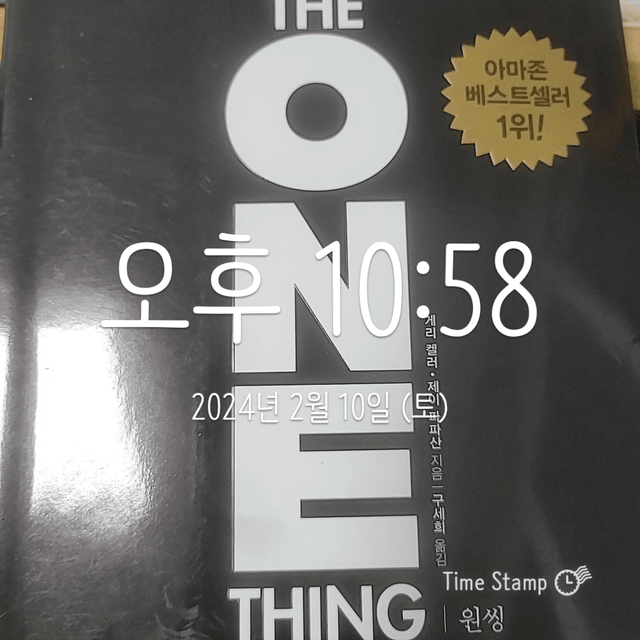 THE
ONE
THING
원씽
아마존
베스트셀러
1위!
오후 10:58
2024년 2월 10일 (토)
게리 켈러·제이 파파산 지음 | 구세희 옮김
Time Stamp